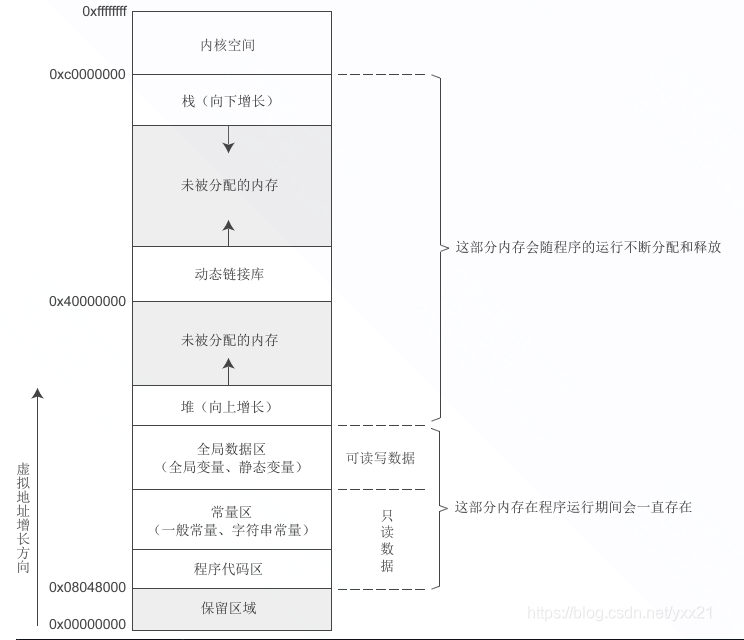 0xffffffff
内核空间
0xc0000000
栈（向下增长）
未被分配的内存
这部分内存会随程序的运行不断分配和释放
动态链接库
0x40000000
未被分配的内存
堆（向上增长）
全局数据区
（全局变量、静态变量）
可读写数据
虚拟地址增长方向
常量区
（一般常量、字符串常量）
只读数据
这部分内存在程序运行期间会一直存在
程序代码区
0x08048000
保留区域
0x00000000
https://blog.csdn.net/yxx21